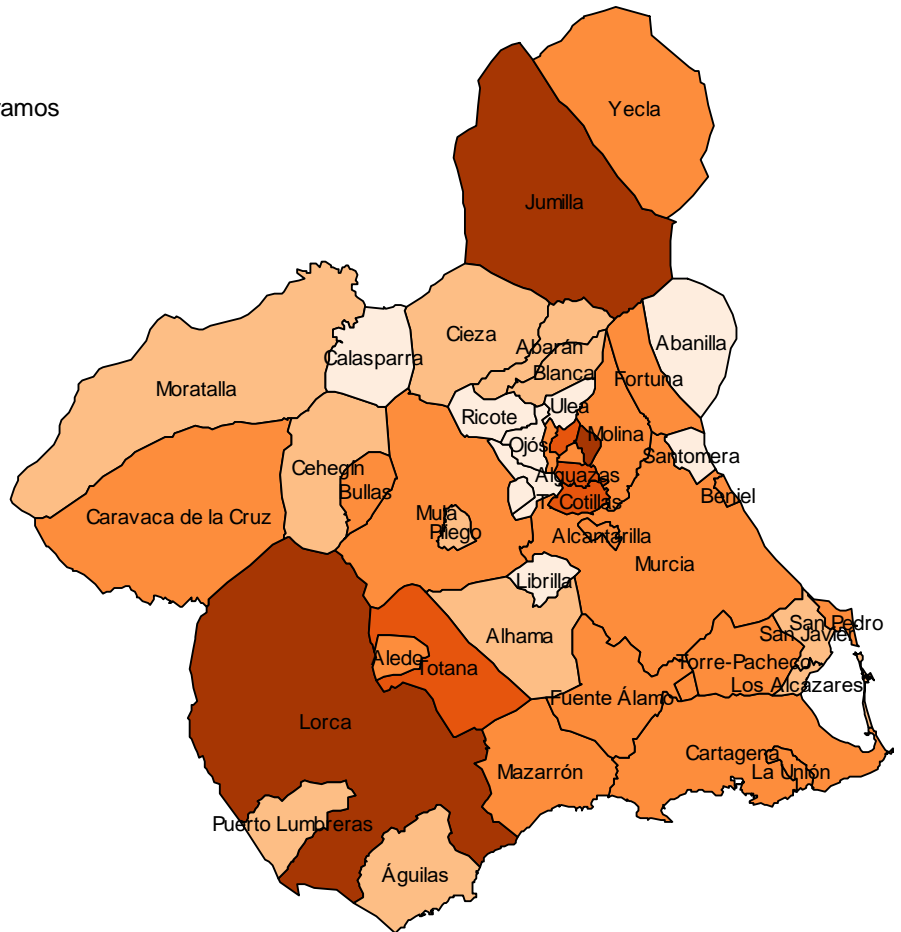 Yecla
Jumilla
Abanilla
Cieza
Abarán
Calasparra
Blanca
Fortuna
Moratalla
Ulea
Ricote
Molina
Ojós
Santomera
Cehegín
Alguazas
Bullas
Beniel
T. Cotillas
Mula
Caravaca de la Cruz
Pliego
Alcantarilla
Murcia
Librilla
San Pedro
San Javier
Alhama
Aledo
Totana
Torre-Pacheco
Los Alcázares
Fuente Álamo
Lorca
Cartagena
La Unión
Mazarrón
Puerto Lumbreras
Águilas